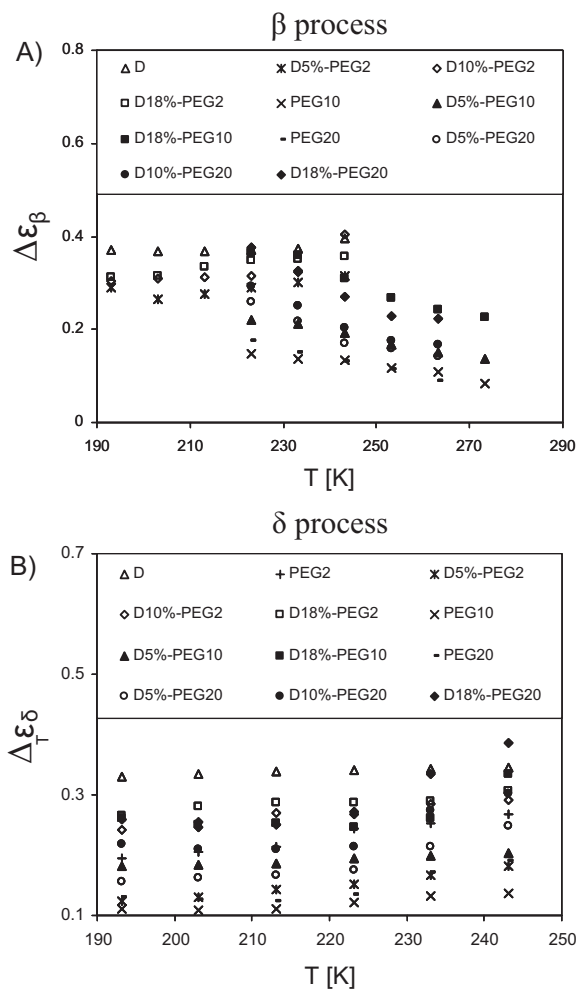 β process
A)
0.8
0.6
0.4
0.2
0
Δεβ
D D5%-PEG2 D10%-PEG2
D18%-PEG2 PEG10 D5%-PEG10
D18%-PEG10 PEG20 D5%-PEG20
D10%-PEG20 D18%-PEG20
190 210 230 250 270 290
T [K]
δ process
B)
0.7
0.5
0.3
0.1
ΔTεδ
D PEG2 D5%-PEG2
D10%-PEG2 D18%-PEG2 PEG10
D5%-PEG10 D18%-PEG10 PEG20
D5%-PEG20 D10%-PEG20 D18%-PEG20
190 200 210 220 230 240 250
T [K]